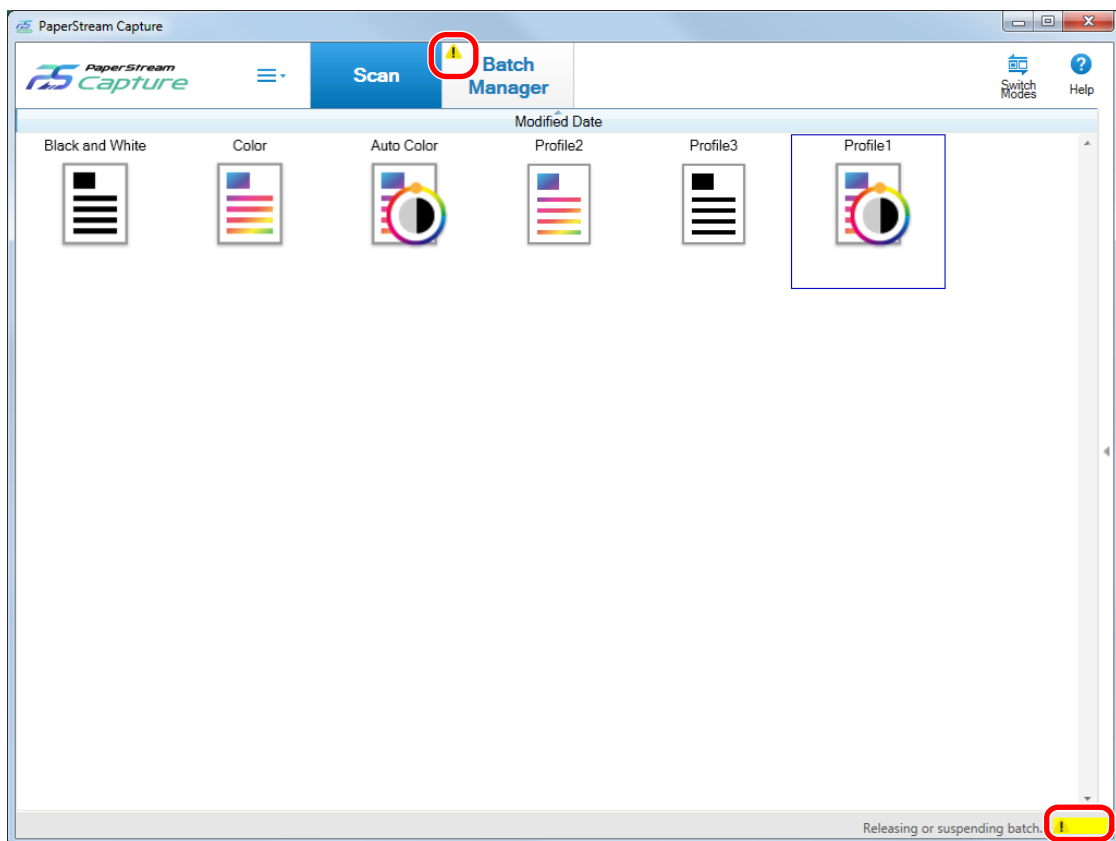 PaperStream Capture
PaperStream
Capture
Scan
Batch
Manager
Switch
Modes
Help
Modified Date
Black and White
Color
Auto Color
Profile2
Profile3
Profile1
Releasing or suspending batch.